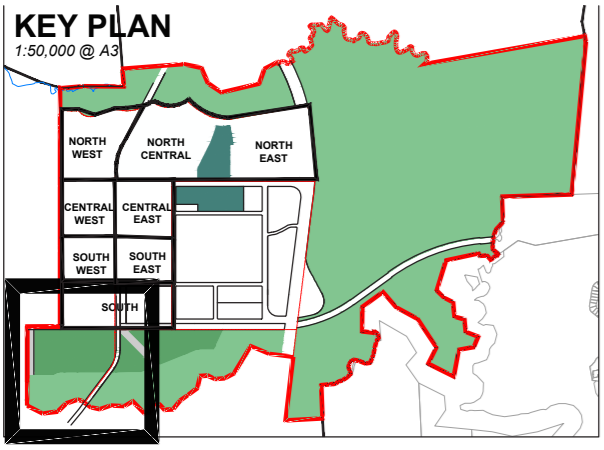 KEY PLAN
1:50,000 @ A3
NORTH
WEST
NORTH
CENTRAL
NORTH
EAST
CENTRAL
WEST
CENTRAL
EAST
SOUTH
WEST
SOUTH
EAST
SOUTH